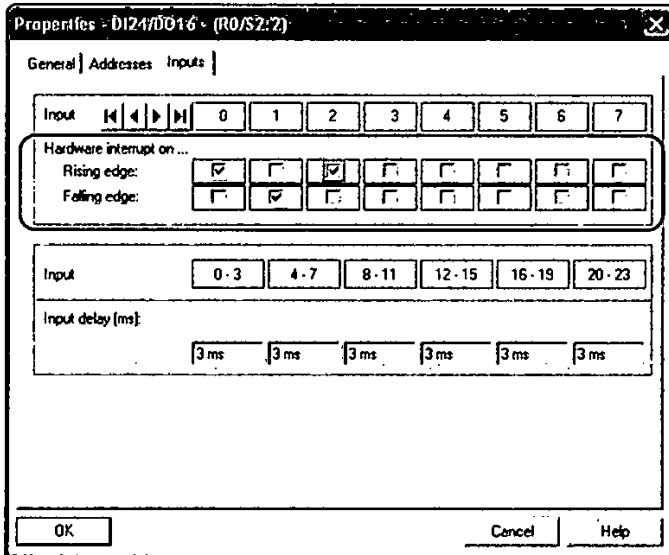 Properties - DI24/DO16 - (R0/S2.2)
General Addresses Inputs
Input 0 1 2 3 4 5 6 7
Hardware interrupt on ...
Rising edge:
Falling edge:
Input 0 - 3 4 - 7 8 - 11 12 - 15 16 - 19 20 - 23
Input delay [ms]:
3 ms 3 ms 3 ms 3 ms 3 ms 3 ms
OK Cancel Help